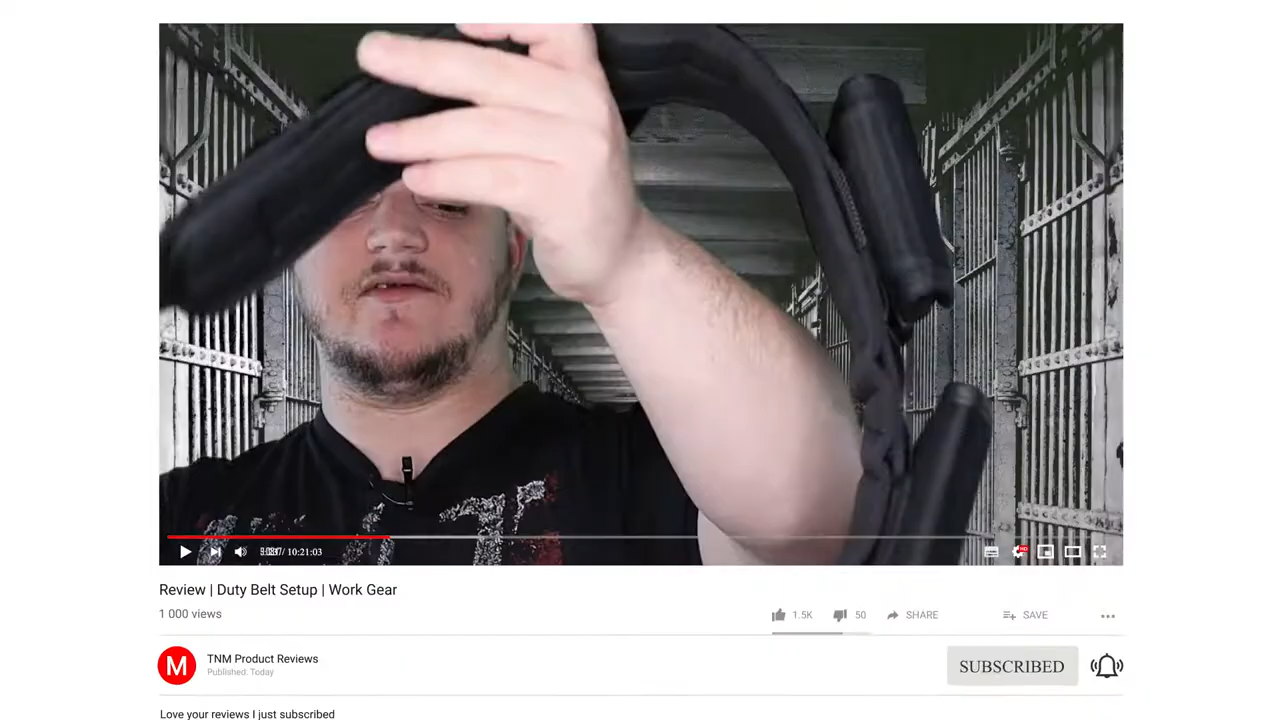 / 10:21:03
HD
Review | Duty Belt Setup | Work Gear
1 000 views
1.5K
50
SHARE
SAVE
M
TNM Product Reviews
Published: Today
SUBSCRIBED
Love your reviews I just subscribed